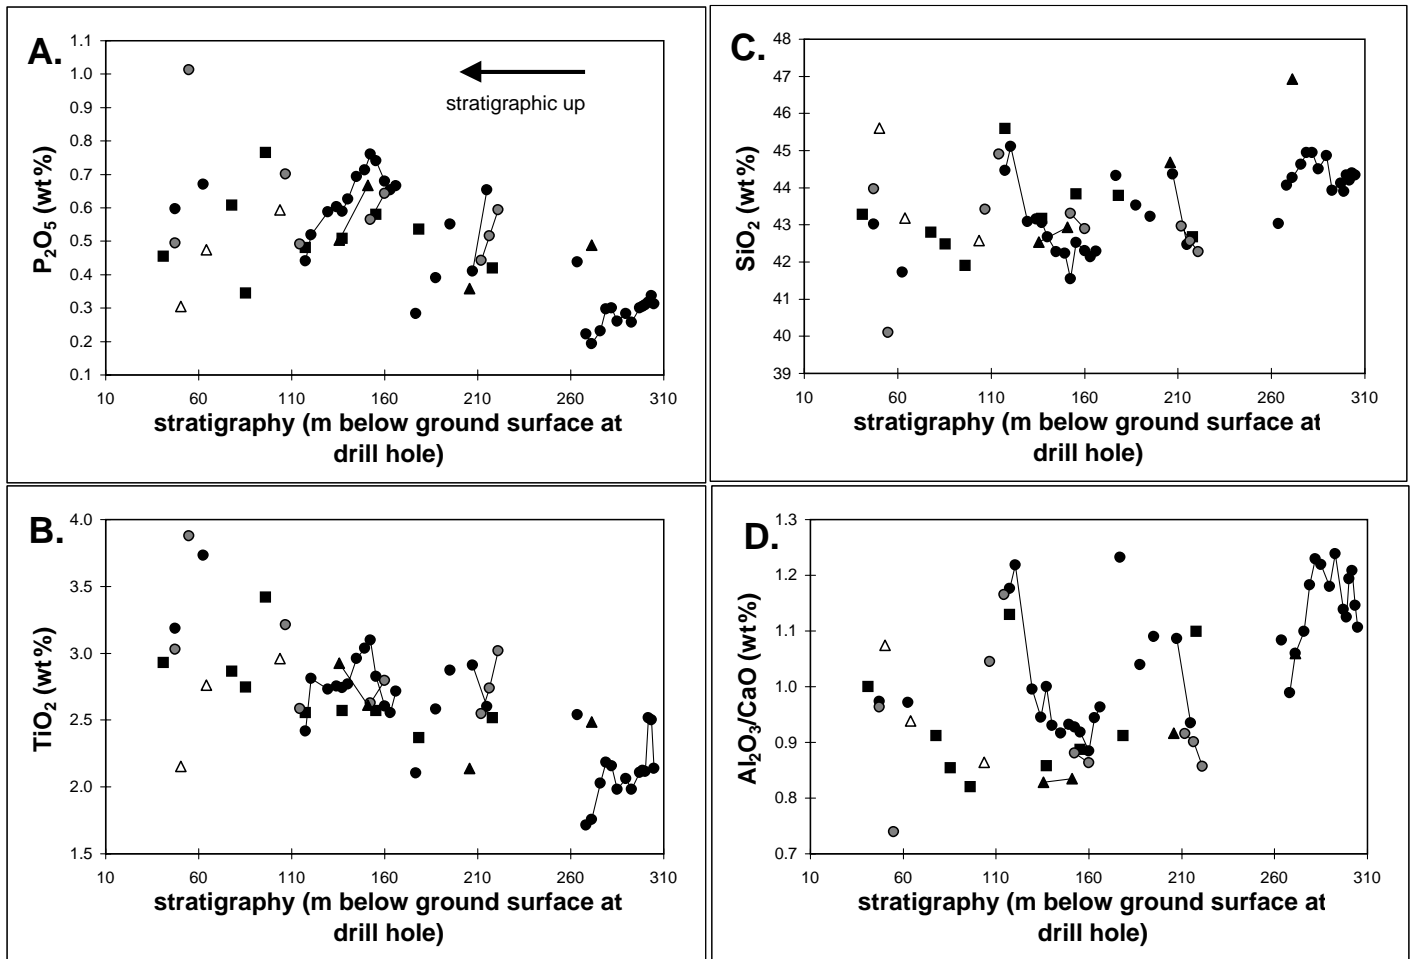 A.
1.1
1.0
0.9
0.8
0.7
0.6
0.5
0.4
0.3
0.2
0.1
P₂O₅ (wt%)
stratigraphic up
10 60 110 160 210 260 310
stratigraphy (m below ground surface at
drill hole)
C.
48
47
46
45
44
43
42
41
40
39
SiO₂ (wt%)
10 60 110 160 210 260 310
stratigraphy (m below ground surface at
drill hole)
B.
4.0
3.5
3.0
2.5
2.0
1.5
TiO₂ (wt%)
10 60 110 160 210 260 310
stratigraphy (m below ground surface at
drill hole)
D.
1.3
1.2
1.1
1.0
0.9
0.8
0.7
Al₂O₃/CaO (wt%)
10 60 110 160 210 260 310
stratigraphy (m below ground surface at
drill hole)